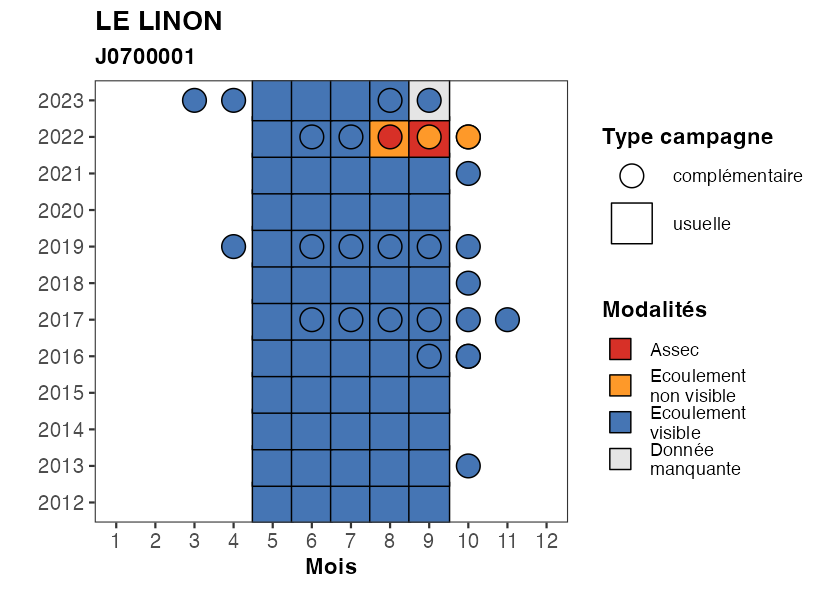 LE LINON
J0700001
2023
2022
2021
2020
2019
2018
2017
2016
2015
2014
2013
2012
1 2 3 4 5 6 7 8 9 10 11 12
Mois
Type campagne
complémentaire
usuelle
Modalités
Assec
Ecoulement
non visible
Ecoulement
visible
Donnée
manquante